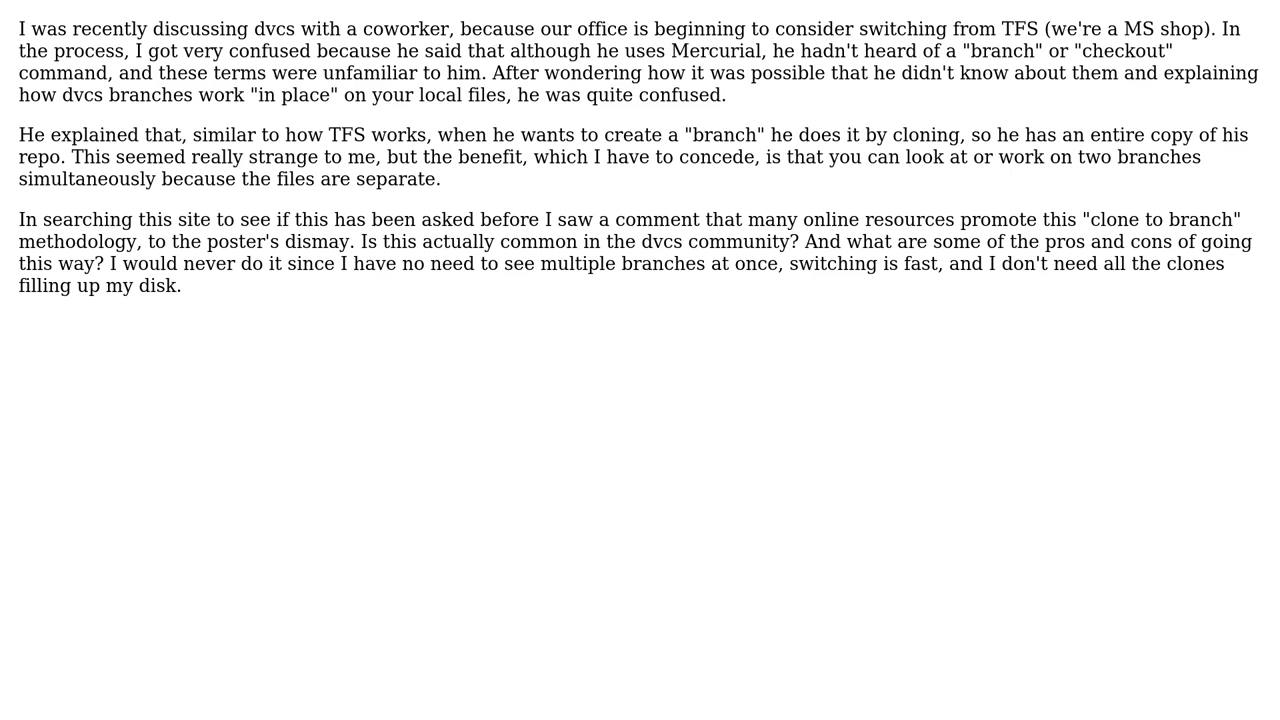 I was recently discussing dvcs with a coworker, because our office is beginning to consider switching from TFS (we're a MS shop). In
the process, I got very confused because he said that although he uses Mercurial, he hadn't heard of a "branch" or "checkout"
command, and these terms were unfamiliar to him. After wondering how it was possible that he didn't know about them and explaining
how dvcs branches work "in place" on your local files, he was quite confused.
He explained that, similar to how TFS works, when he wants to create a "branch" he does it by cloning, so he has an entire copy of his
repo. This seemed really strange to me, but the benefit, which I have to concede, is that you can look at or work on two branches
simultaneously because the files are separate.
In searching this site to see if this has been asked before I saw a comment that many online resources promote this "clone to branch"
methodology, to the poster's dismay. Is this actually common in the dvcs community? And what are some of the pros and cons of going
this way? I would never do it since I have no need to see multiple branches at once, switching is fast, and I don't need all the clones
filling up my disk.